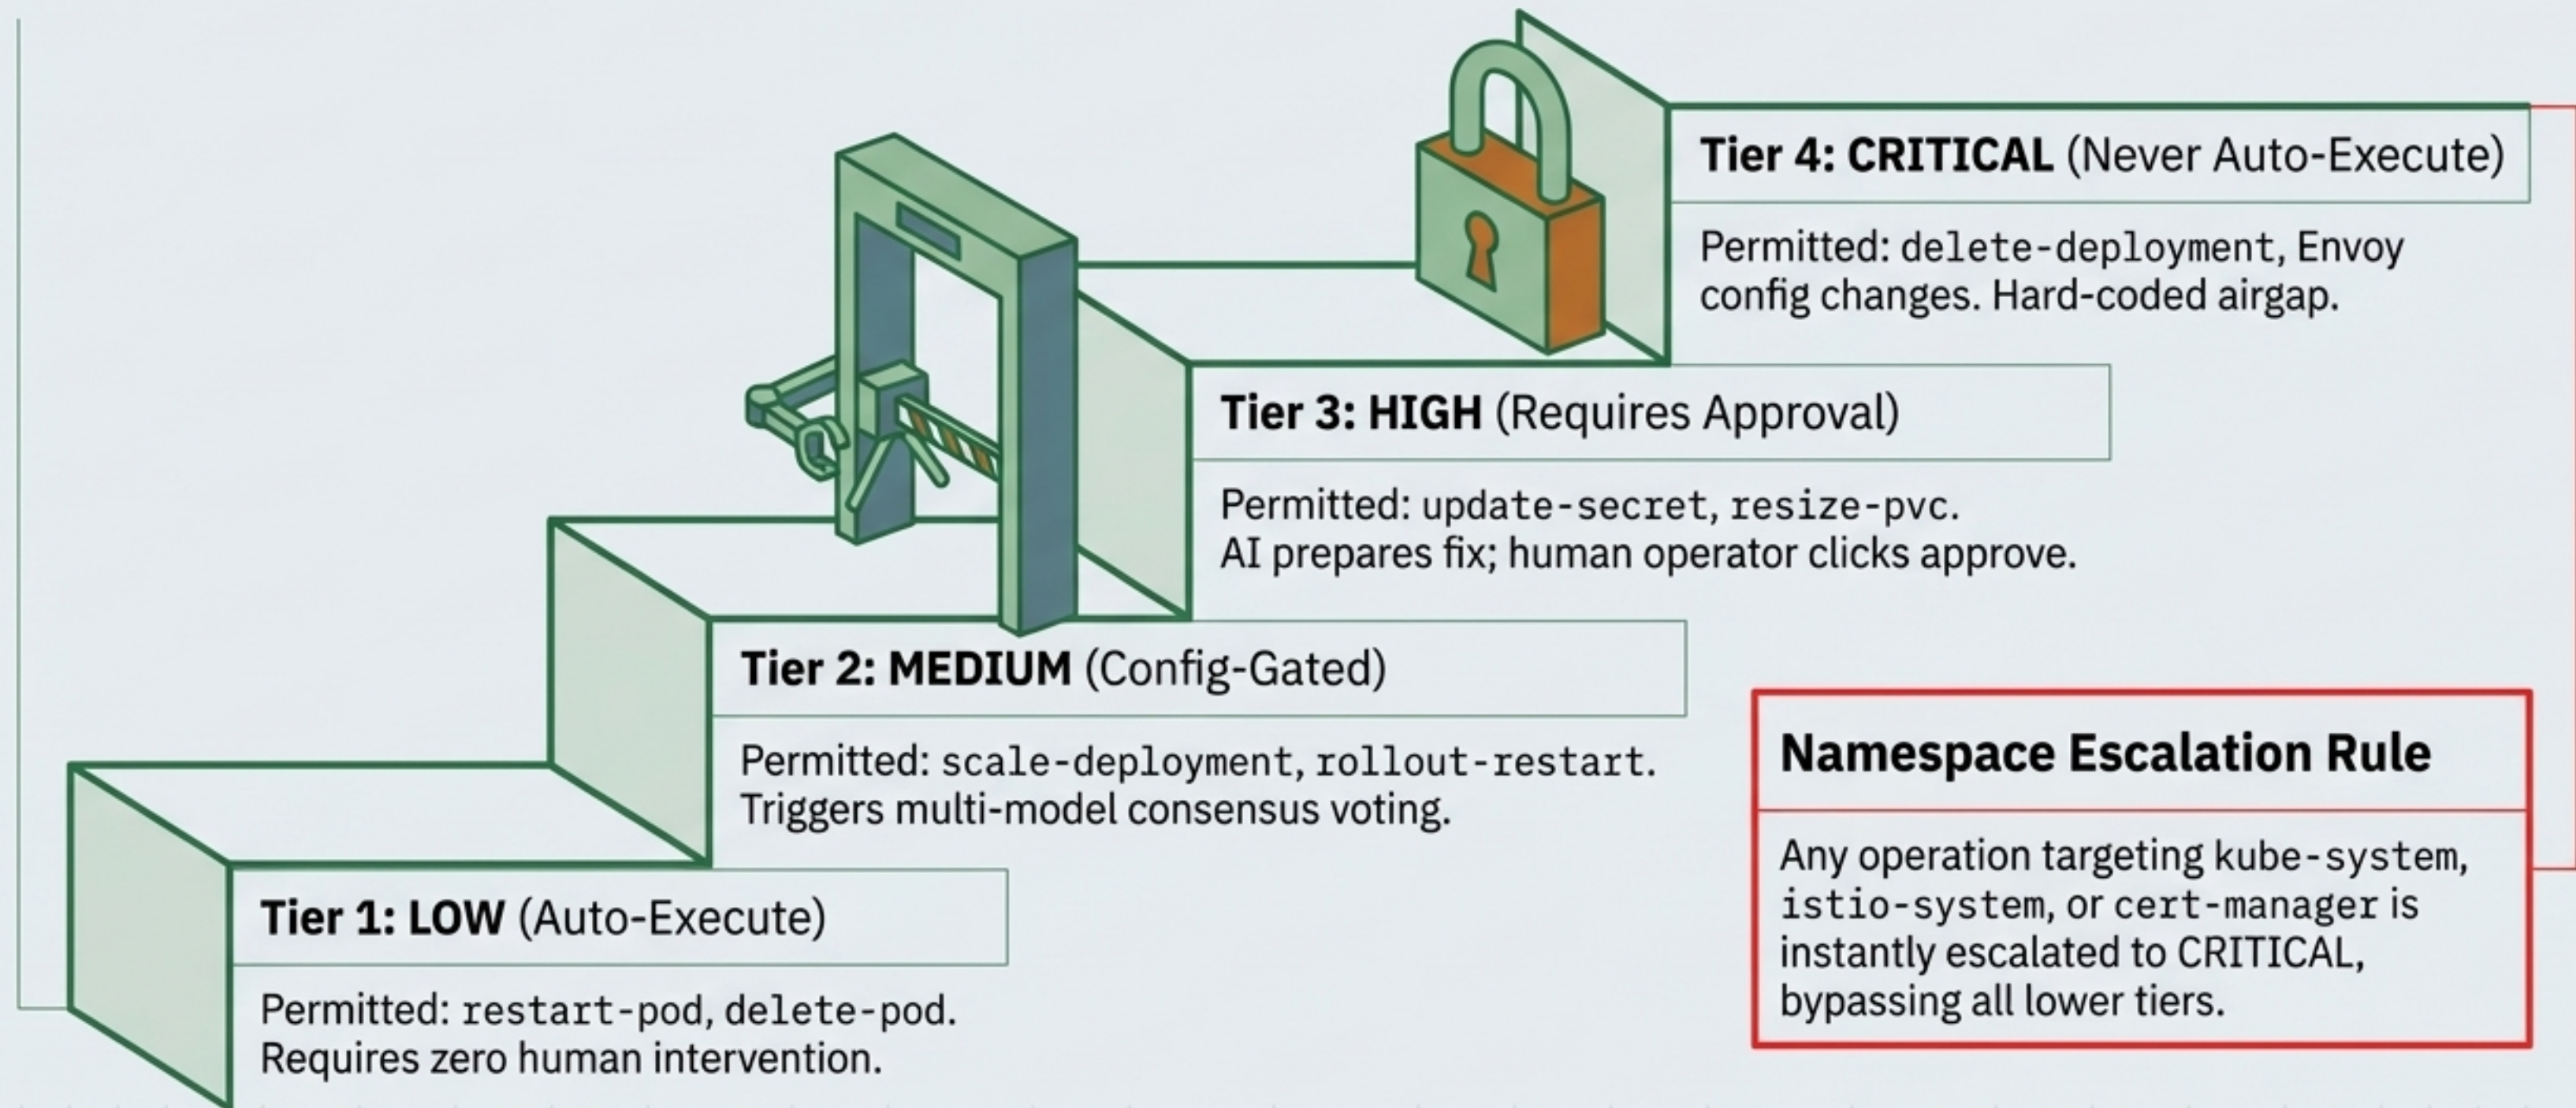 Tier 4: CRITICAL (Never Auto-Execute)
Permitted: delete-deployment, Envoy
config changes. Hard-coded airgap.
Tier 3: HIGH (Requires Approval)
Permitted: update-secret, resize-pvc.
AI prepares fix; human operator clicks approve.
Tier 2: MEDIUM (Config-Gated)
Permitted: scale-deployment, rollout-restart.
Triggers multi-model consensus voting.
Tier 1: LOW (Auto-Execute)
Permitted: restart-pod, delete-pod.
Requires zero human intervention.
Namespace Escalation Rule
Any operation targeting kube-system,
istio-system, or cert-manager is
instantly escalated to CRITICAL,
bypassing all lower tiers.